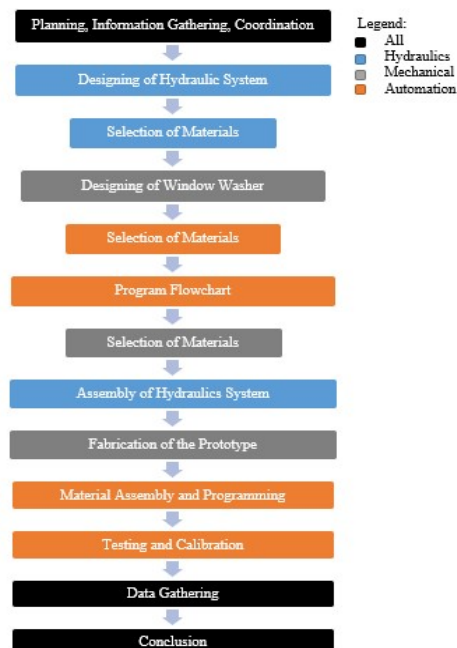 Planning, Information Gathering, Coordination
Legend:
All
Hydraulics
Mechanical
Automation
Designing of Hydraulic System
Selection of Materials
Designing of Window Washer
Selection of Materials
Program Flowchart
Selection of Materials
Assembly of Hydraulics System
Fabrication of the Prototype
Material Assembly and Programming
Testing and Calibration
Data Gathering
Conclusion